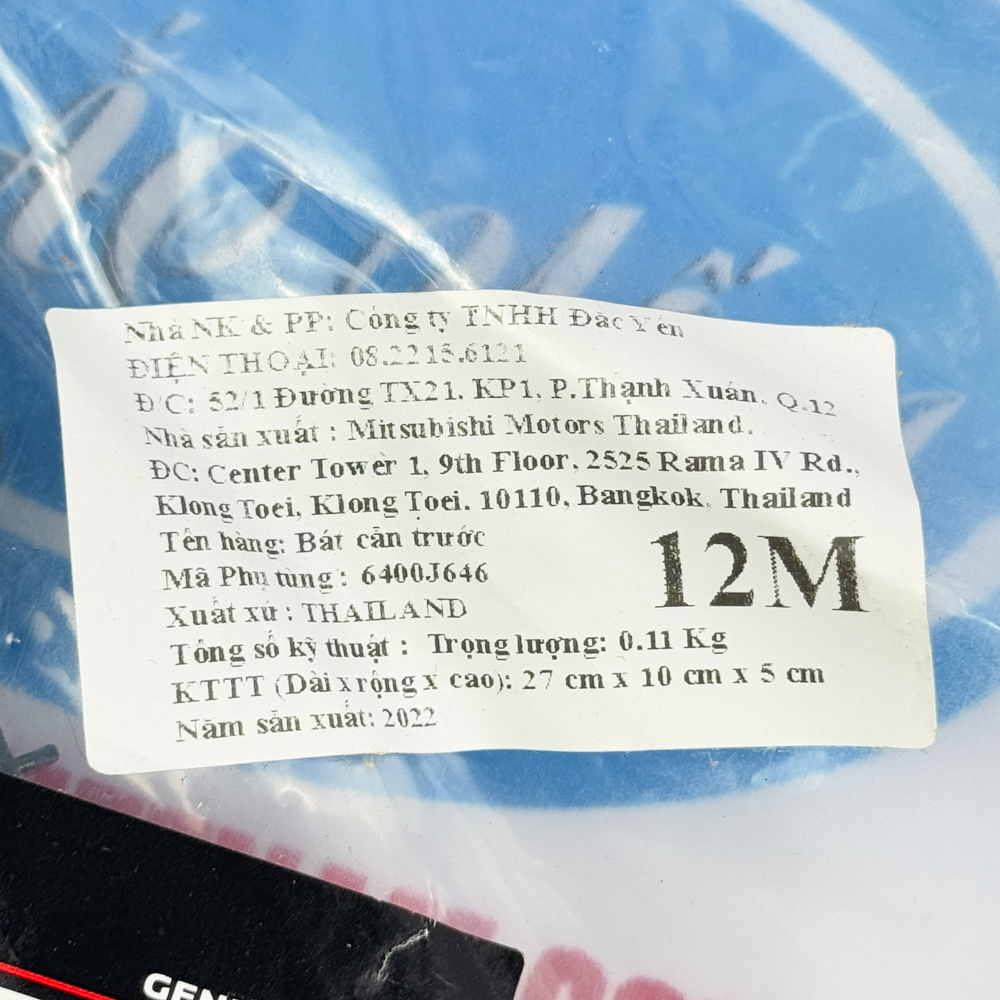 Nhà NK & PP: Công ty TNHH Đắc Yến
ĐIỆN THOẠI: 08.2215.6121
Đ/C: 52/1 Đường TX21. KP1, P.Thạnh Xuân, Q.12
Nhà sản xuất : Mitsubishi Motors Thailand.
ĐC: Center Tower 1, 9th Floor, 2525 Rama IV Rd.,
Klong Toei, Klong Toei. 10110, Bangkok, Thailand
Tên hàng: Bát cản trước
12M
Mã Phụ tùng : 6400J646
Xuất xứ : THAILAND
Tông số kỹ thuật : Trọng lượng: 0.11 Kg
KTTT (Dài x rộng x cao): 27 cm x 10 cm x 5 cm
Năm sản xuất: 2022